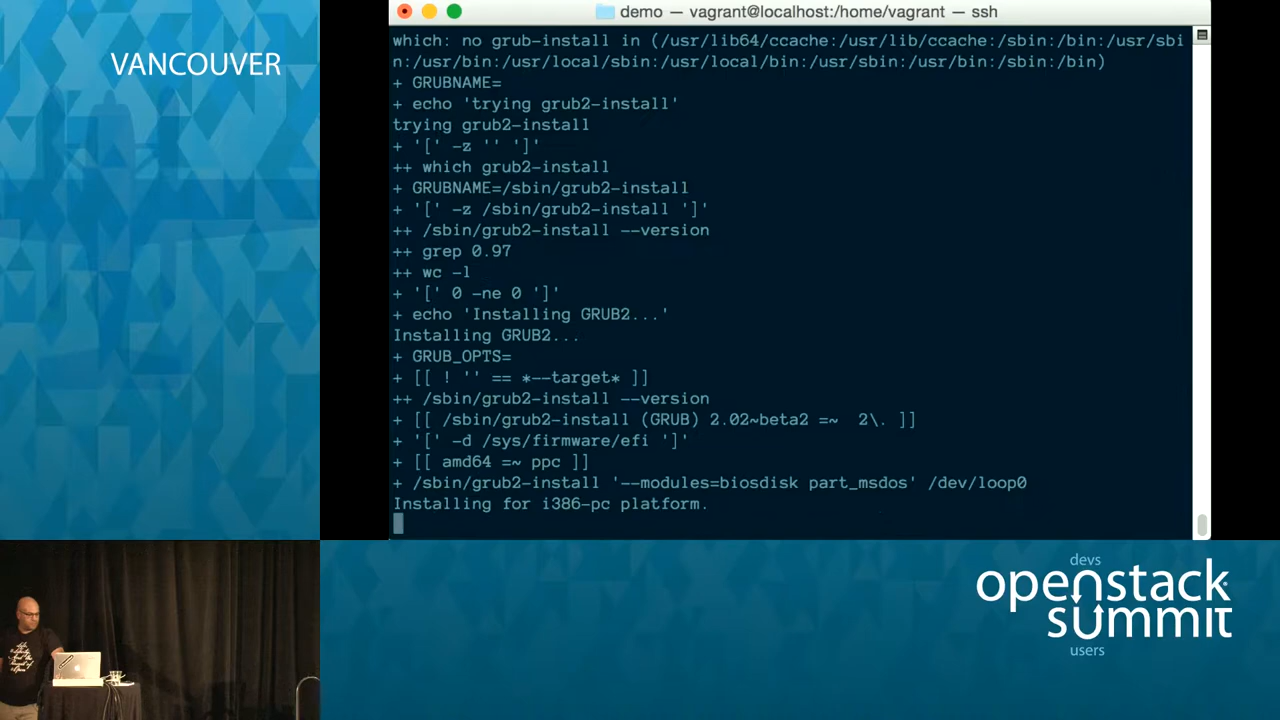 VANCOUVER
demo — vagrant@localhost:/home/vagrant — ssh
which: no grub-install in (/usr/lib64/ccache:/usr/lib/ccache:/sbin:/bin:/usr/sbi
n:/usr/bin:/usr/local/sbin:/usr/local/bin:/usr/sbin:/usr/bin:/sbin:/bin)
+ GRUBNAME=
+ echo 'trying grub2-install'
trying grub2-install
+ '[' -z '' ']'
++ which grub2-install
+ GRUBNAME=/sbin/grub2-install
+ '[' -z /sbin/grub2-install ']'
++ /sbin/grub2-install --version
++ grep 0.97
++ wc -l
+ '[' 0 -ne 0 ']'
+ echo 'Installing GRUB2...'
Installing GRUB2...
+ GRUB_OPTS=
+ [[ ! '' == *--target* ]]
++ /sbin/grub2-install --version
+ [[ /sbin/grub2-install (GRUB) 2.02~beta2 =~  2\. ]]
+ '[' -d /sys/firmware/efi ']'
+ [[ amd64 =~ ppc ]]
+ /sbin/grub2-install '--modules=biosdisk part_msdos' /dev/loop0
Installing for i386-pc platform.
devs
openstack
summit
users